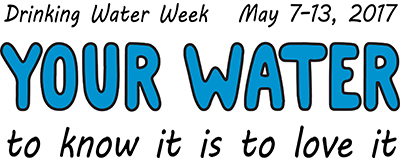 Drinking Water Week May 7-13, 2017
YOUR WATER
to know it is to love it